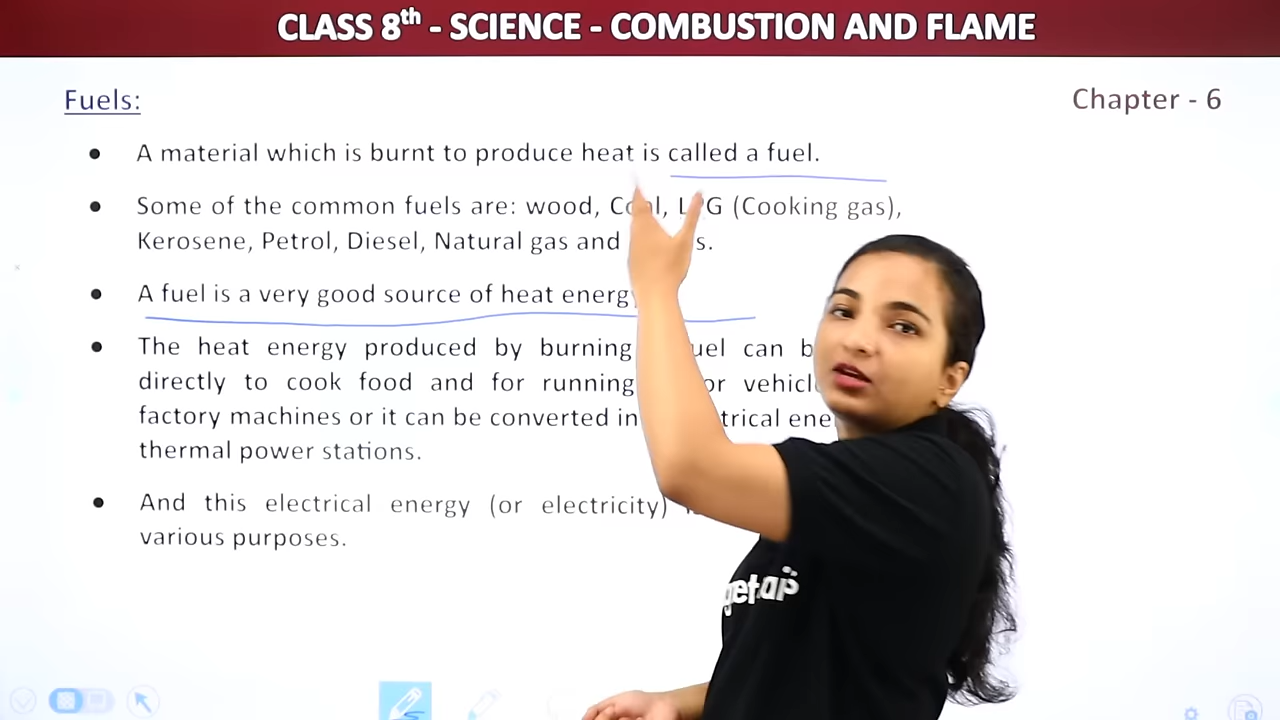 CLASS 8th - SCIENCE - COMBUSTION AND FLAME
Fuels:
Chapter - 6
● A material which is burnt to produce heat is called a fuel.
● Some of the common fuels are: wood, LPG (Cooking gas),
Kerosene, Petrol, Diesel, Natural gas and
● A fuel is a very good source of heat energy
● The heat energy produced by burning can
directly to cook food and for running
factory machines or it can be converted
thermal power stations.
● And this electrical energy (or electricity)
various purposes.